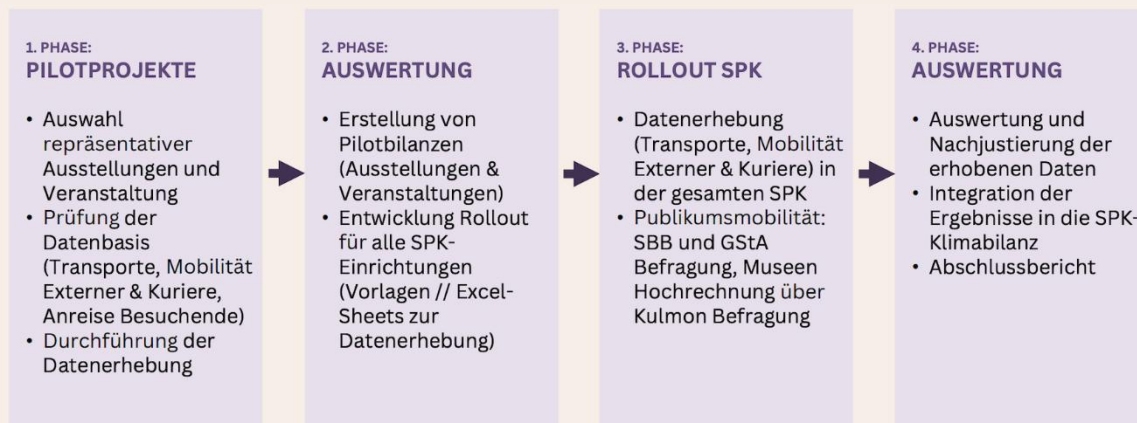 1. PHASE:
PILOTPROJEKTE
• Auswahl
repräsentativer
Ausstellungen und
Veranstaltung
• Prüfung der
Datenbasis
(Transporte, Mobilität
Externer & Kuriere,
Anreise Besuchende)
• Durchführung der
Datenerhebung
2. PHASE:
AUSWERTUNG
• Erstellung von
Pilotbilanzen
(Ausstellungen &
Veranstaltungen)
• Entwicklung Rollout
für alle SPK-
Einrichtungen
(Vorlagen // Excel-
Sheets zur
Datenerhebung)
3. PHASE:
ROLLOUT SPK
• Datenerhebung
(Transporte, Mobilität
Externer & Kuriere) in
der gesamten SPK
• Publikumsmobilität:
SBB und GStA
Befragung, Museen
Hochrechnung über
Kulmon Befragung
4. PHASE:
AUSWERTUNG
• Auswertung und
Nachjustierung der
erhobenen Daten
• Integration der
Ergebnisse in die SPK-
Klimabilanz
• Abschlussbericht